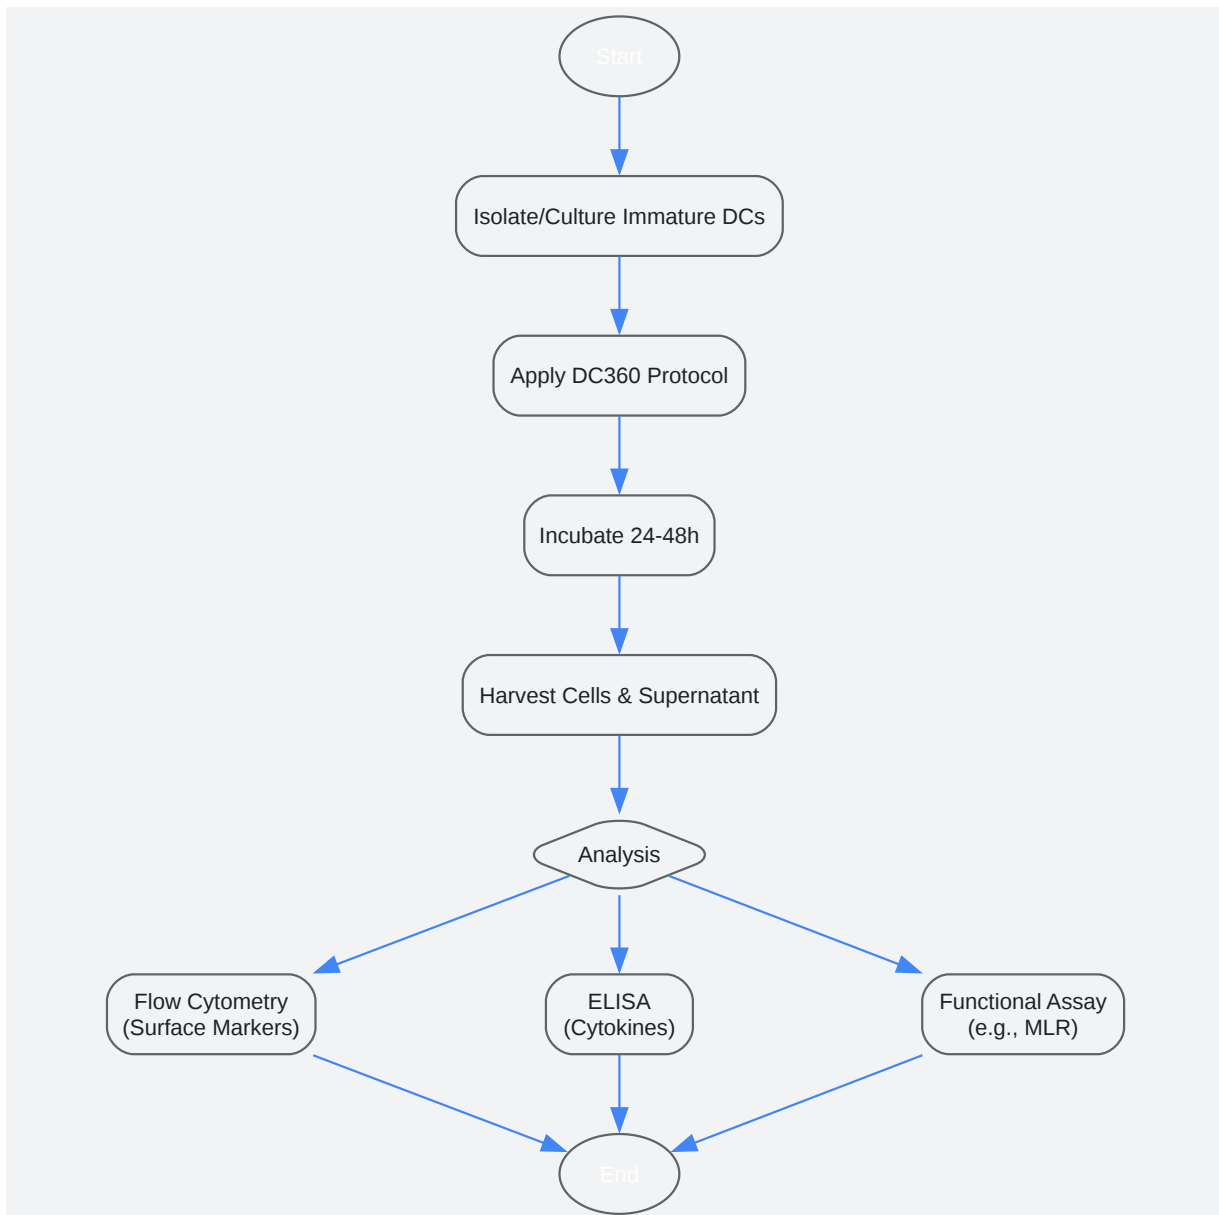 Start
Isolate/Culture Immature DCs
Apply DC360 Protocol
Incubate 24-48h
Harvest Cells & Supernatant
Analysis
Flow Cytometry
(Surface Markers)
ELISA
(Cytokines)
Functional Assay
(e.g., MLR)
End